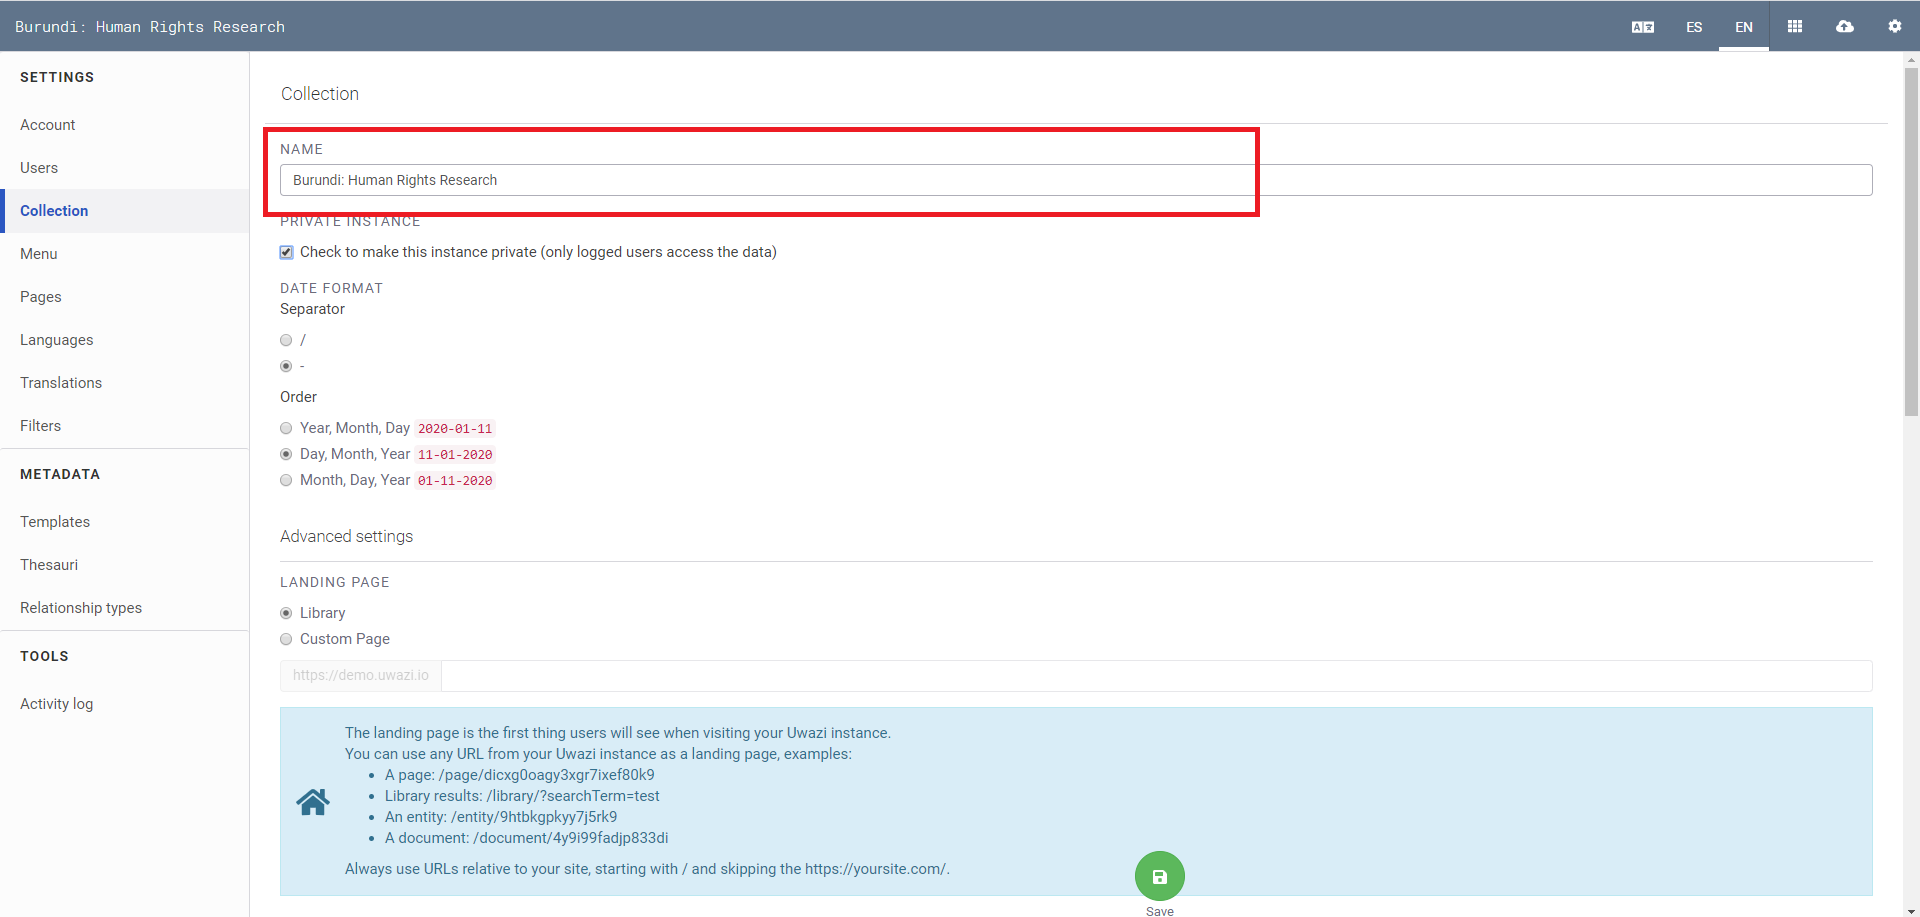 Burundi: Human Rights Research
ES
EN
SETTINGS
Account
Users
Collection
Menu
Pages
Languages
Translations
Filters
METADATA
Templates
Thesauri
Relationship types
TOOLS
Activity log
Collection
NAME
Burundi: Human Rights Research
PRIVATE INSTANCE
Check to make this instance private (only logged users access the data)
DATE FORMAT
Separator
/
-
Order
Year, Month, Day 2020-01-11
Day, Month, Year 11-01-2020
Month, Day, Year 01-11-2020
Advanced settings
LANDING PAGE
Library
Custom Page
https://demo.uwazi.io
The landing page is the first thing users will see when visiting your Uwazi instance.
You can use any URL from your Uwazi instance as a landing page, examples:
• A page: /page/dicxg0oagy3xgr7ixef80k9
• Library results: /library/?searchTerm=test
• An entity: /entity/9htbkgpkyy7j5rk9
• A document: /document/4y9i99fadjp833di
Always use URLs relative to your site, starting with / and skipping the https://yoursite.com/.
Save